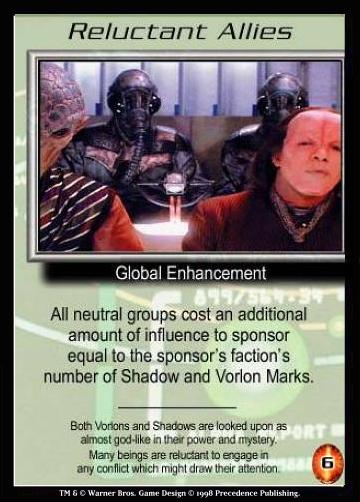 Reluctant Allies
Global Enhancement
All neutral groups cost an additional
amount of influence to sponsor
equal to the sponsor's faction's
number of Shadow and Vorlon Marks.
Both Vorlons and Shadows are looked upon as
almost god-like in their power and mystery.
Many beings are reluctant to engage in
any conflict which might draw their attention.
6
TM & © Warner Bros. Game Design © 1998 Precedence Publishing.